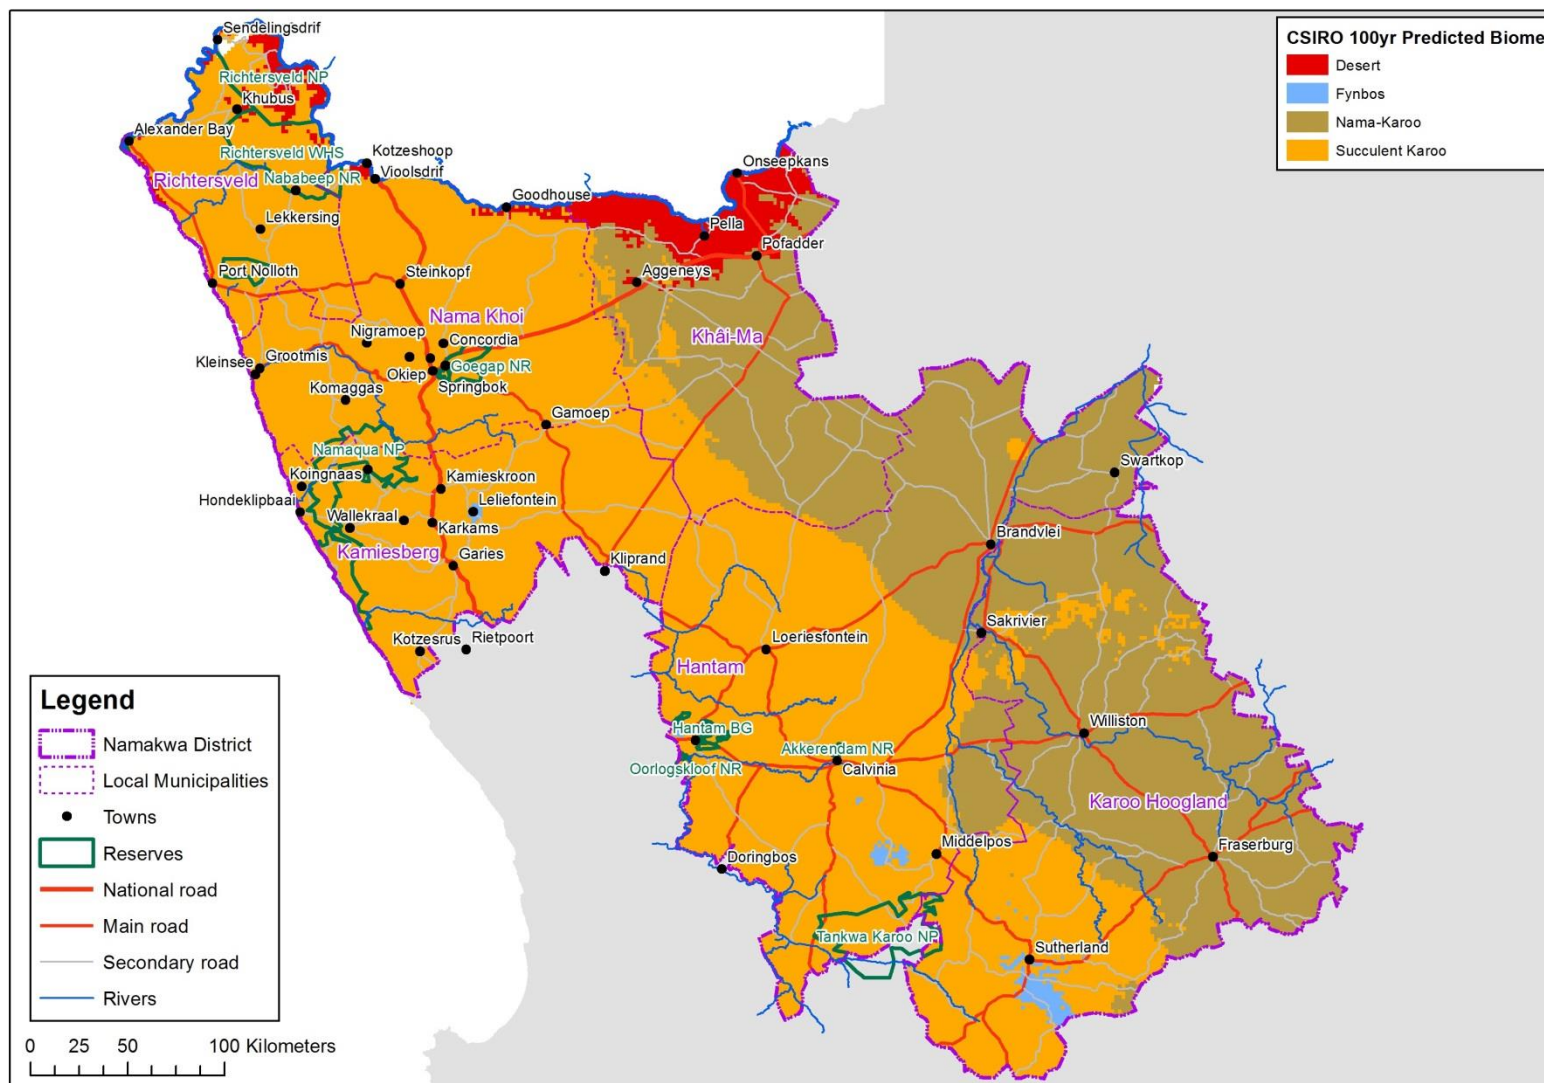 CSIRO 100yr Predicted Biome
Desert
Fynbos
Nama-Karoo
Succulent Karoo
Sendelingsdrif
Richtersveld NP
Khubus
Alexander Bay
Richtersveld WHS
Kotzeshoop
Richtersveld
Nababeep NR
Vioolsdrif
Onseepkans
Goodhouse
Lekkersing
Pella
Pofadder
Port Nolloth
Steinkopf
Aggeneys
Nama Khoi
Khâi-Ma
Nigramoep
Concordia
Kleinsee
Grootmis
Okiep
Goegap NR
Springbok
Komaggas
Gamoep
Namaqua NP
Koingnaas
Kamieskroon
Swartkop
Hondeklipbaai
Leliefontein
Wallekraal
Karkams
Brandvlei
Kamiesberg
Garies
Kliprand
Kotzesrus
Rietpoort
Loeriesfontein
Sakrivier
Hantam
Hantam BG
Williston
Oorlogskloof NR
Akkerendam NR
Calvinia
Karoo Hoogland
Doringbos
Middelpos
Fraserburg
Tankwa Karoo NP
Sutherland
Legend
Namakwa District
Local Municipalities
Towns
Reserves
National road
Main road
Secondary road
Rivers
0 25 50 100 Kilometers